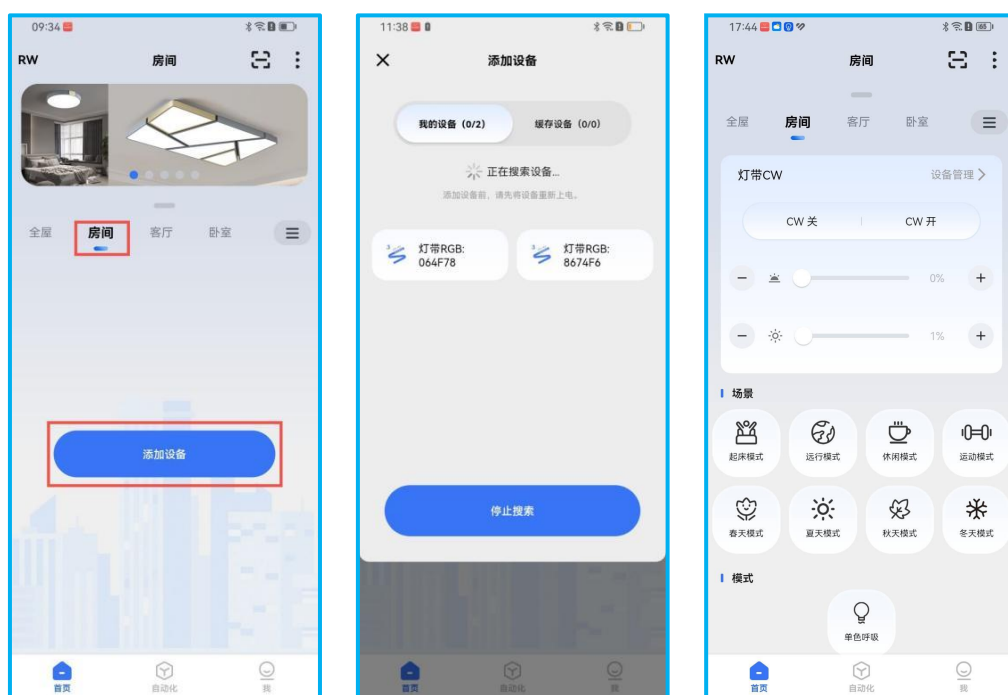 09:34
RW 房间
全屋 房间 客厅 卧室
添加设备
首页 自动化 我
11:38
添加设备
我的设备（0/2） 缓存设备（0/0）
正在搜索设备...
添加设备前，请先将设备重新上电。
灯带RGB:
064F78
灯带RGB:
8674F6
停止搜索
首页 自动化 我
17:44
RW 房间
全屋 房间 客厅 卧室
灯带CW 设备管理
CW 关 CW 开
0%
1%
场景
起床模式 远行模式 休闲模式 运动模式
春天模式 夏天模式 秋天模式 冬天模式
模式
单色呼吸
首页 自动化 我